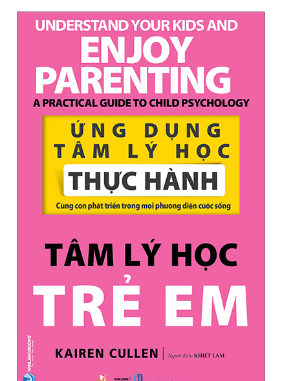 UNDERSTAND YOUR KIDS AND
ENJOY
PARENTING
A PRACTICAL GUIDE TO CHILD PSYCHOLOGY
ỨNG DỤNG
TÂM LÝ HỌC
THỰC HÀNH
Cùng con phát triển trong mọi phương diện cuộc sống
TÂM LÝ HỌC
TRẺ EM
KAIREN CULLEN | Người dịch: KHIẾT LAM